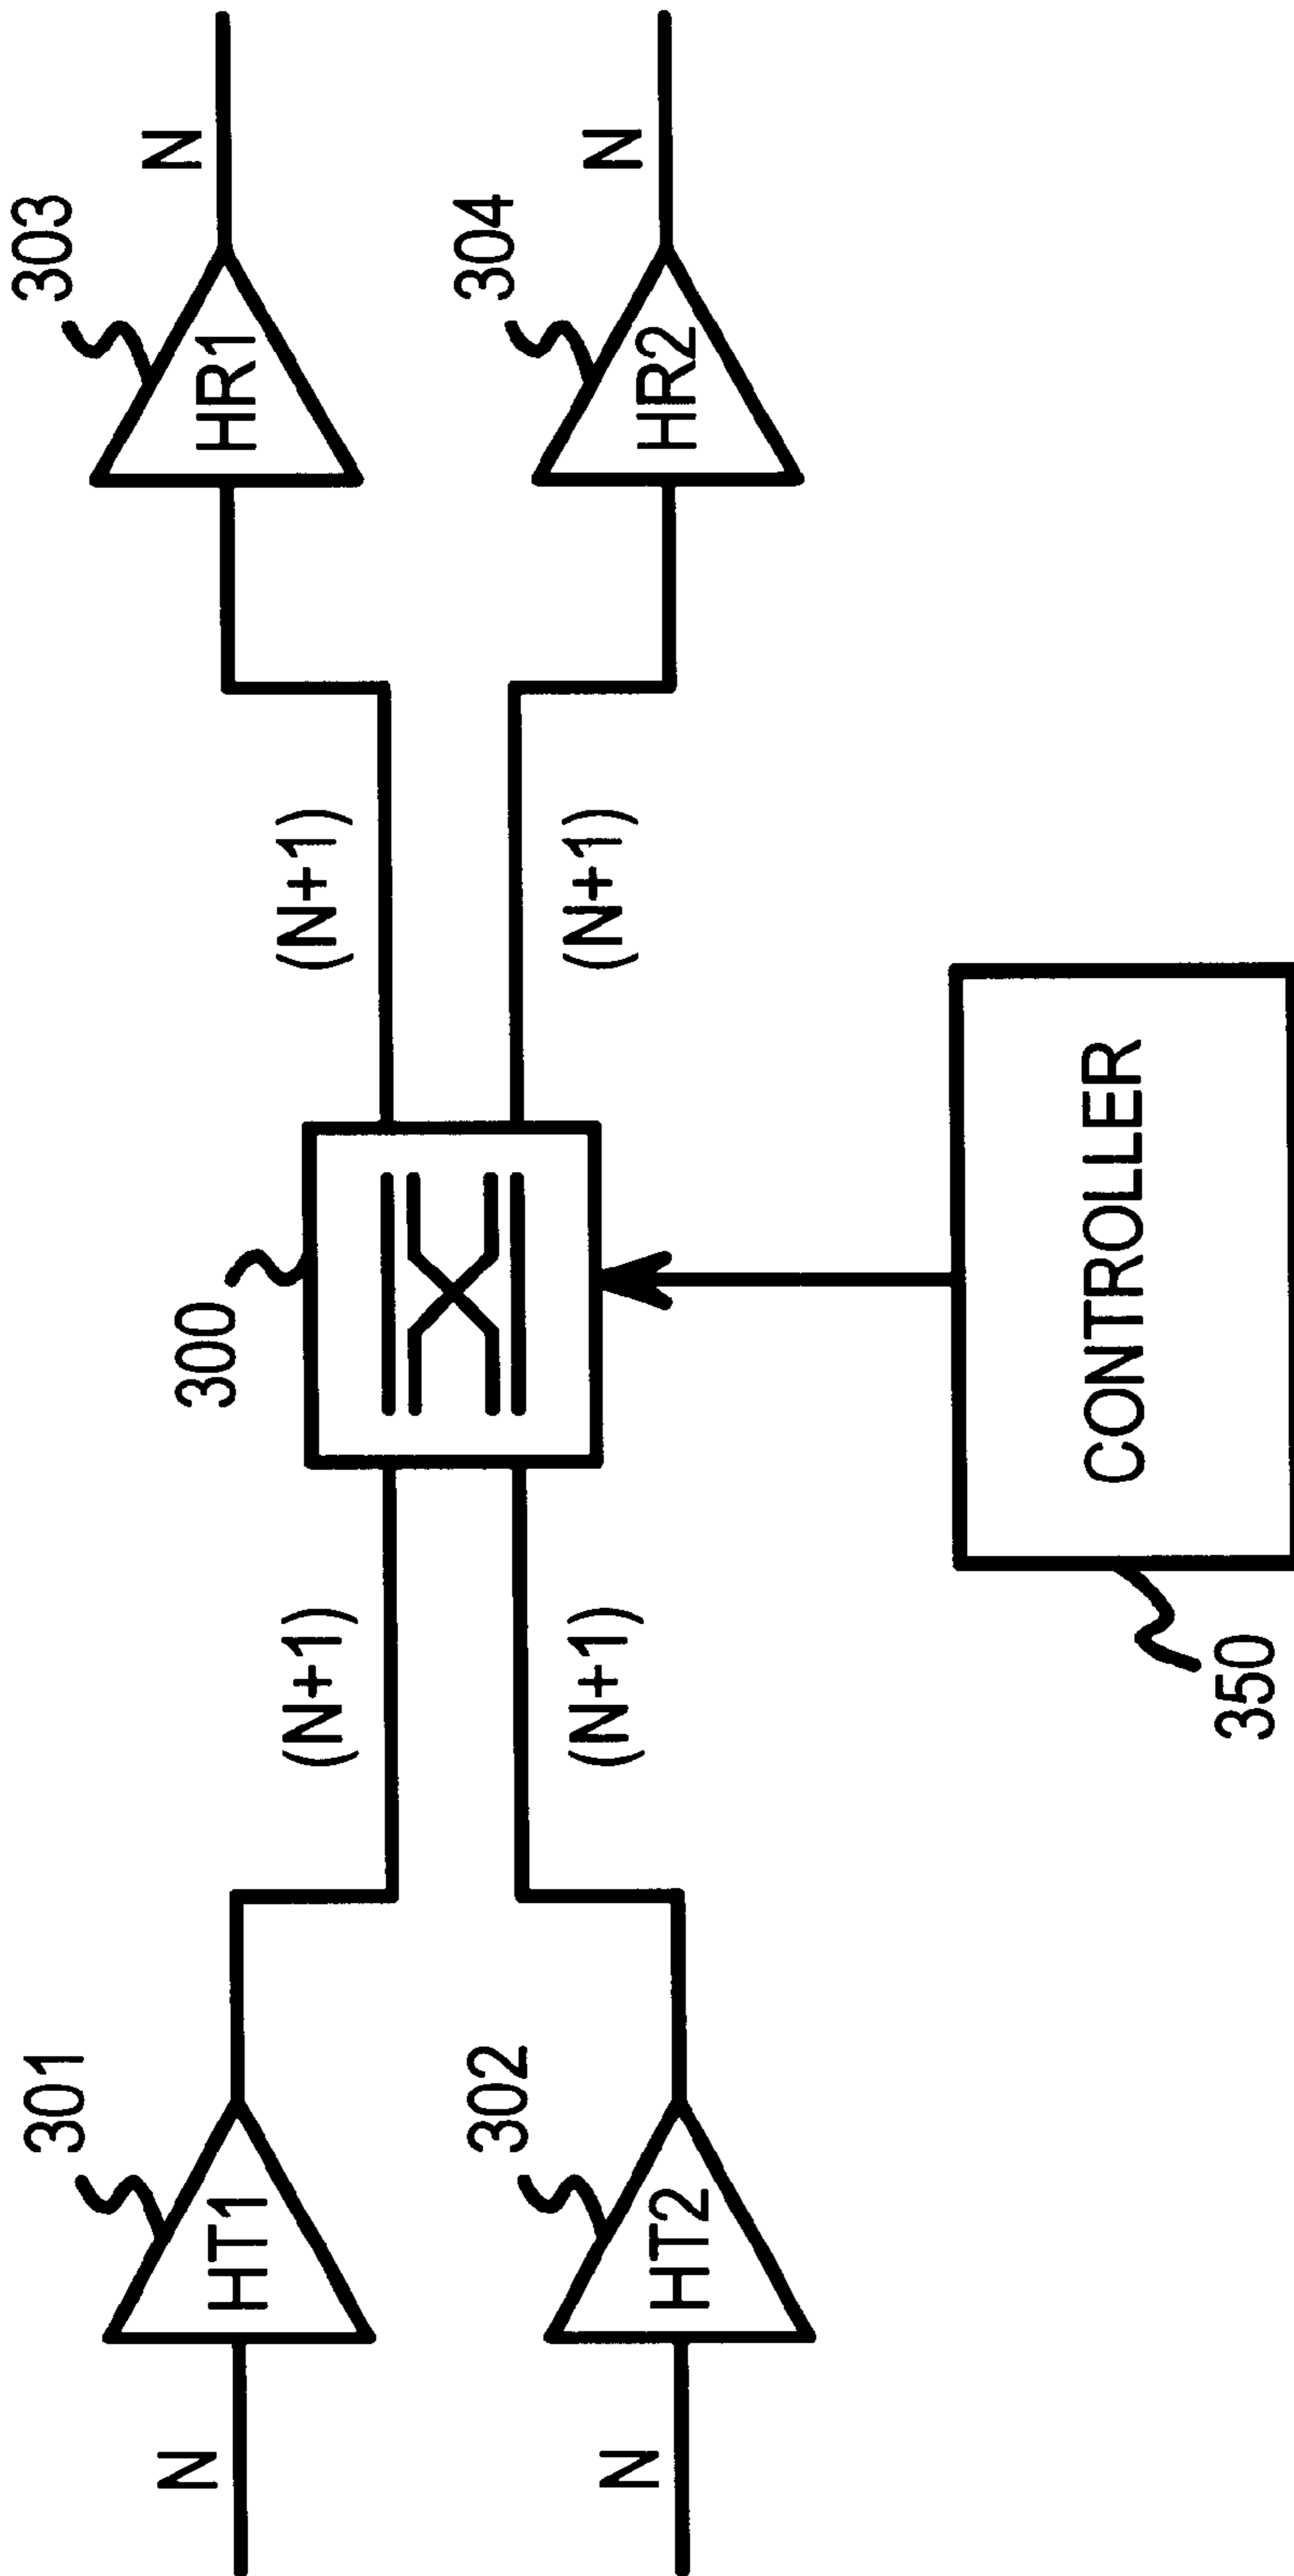 301
303
N
HT1
(N+1)
300
(N+1)
HR1
N
302
304
N
HT2
(N+1)
(N+1)
HR2
N
CONTROLLER
350